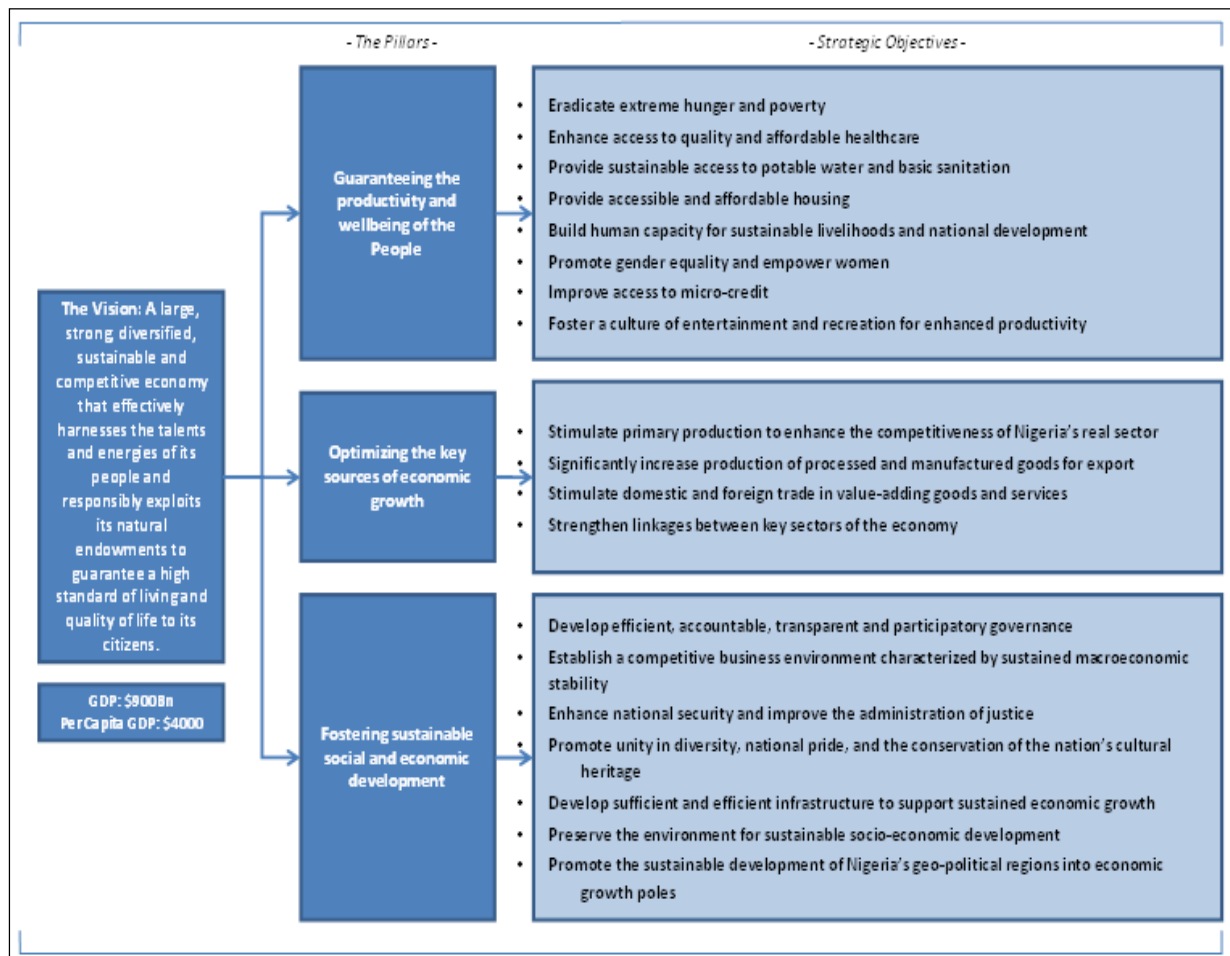 - The Pillars -
- Strategic Objectives -
The Vision: A large,
strong, diversified,
sustainable and
competitive economy
that effectively
harnesses the talents
and energies of its
people and
responsibly exploits
its natural
endowments to
guarantee a high
standard of living and
quality of life to its
citizens.
GDP: $900Bn
Per Capita GDP: $4000
Guaranteeing the
productivity and
wellbeing of the
People
• Eradicate extreme hunger and poverty
• Enhance access to quality and affordable healthcare
• Provide sustainable access to potable water and basic sanitation
• Provide accessible and affordable housing
• Build human capacity for sustainable livelihoods and national development
• Promote gender equality and empower women
• Improve access to micro-credit
• Foster a culture of entertainment and recreation for enhanced productivity
Optimizing the key
sources of economic
growth
• Stimulate primary production to enhance the competitiveness of Nigeria's real sector
• Significantly increase production of processed and manufactured goods for export
• Stimulate domestic and foreign trade in value-adding goods and services
• Strengthen linkages between key sectors of the economy
Fostering sustainable
social and economic
development
• Develop efficient, accountable, transparent and participatory governance
• Establish a competitive business environment characterized by sustained macroeconomic
stability
• Enhance national security and improve the administration of justice
• Promote unity in diversity, national pride, and the conservation of the nation's cultural
heritage
• Develop sufficient and efficient infrastructure to support sustained economic growth
• Preserve the environment for sustainable socio-economic development
• Promote the sustainable development of Nigeria's geo-political regions into economic
growth poles